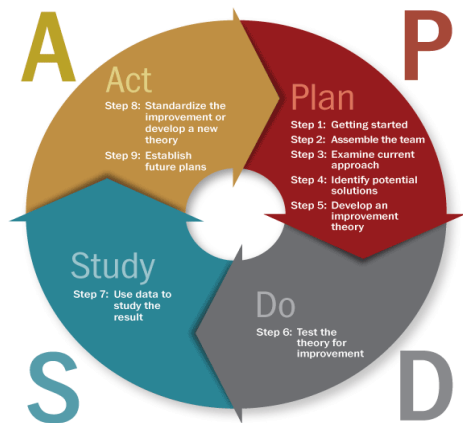 A
P
Act
Step 8: Standardize the
improvement or
develop a new
theory
Step 9: Establish
future plans
Plan
Step 1: Getting started
Step 2: Assemble the team
Step 3: Examine current
approach
Step 4: Identify potential
solutions
Step 5: Develop an
improvement
theory
Study
Step 7: Use data to
study the
result
Do
Step 6: Test the
theory for
improvement
S
D